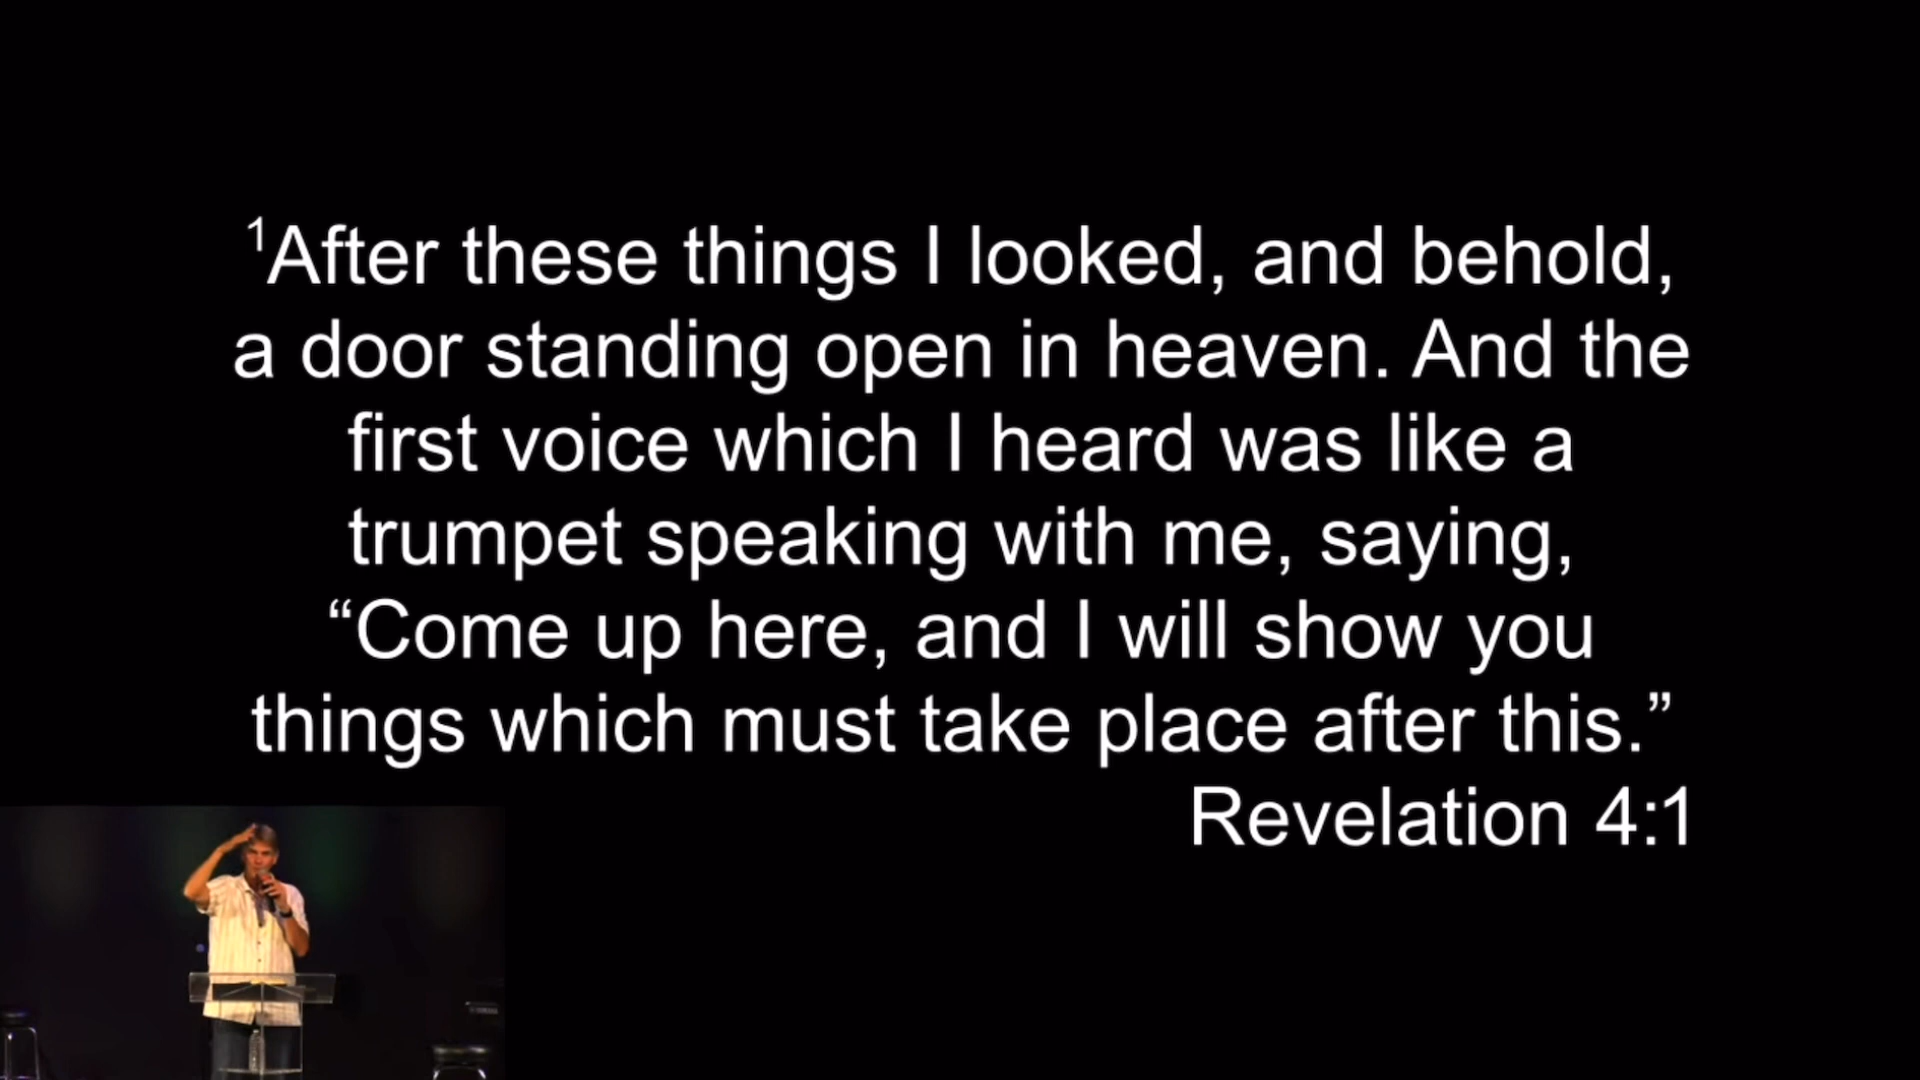 ¹After these things I looked, and behold,
a door standing open in heaven. And the
first voice which I heard was like a
trumpet speaking with me, saying,
“Come up here, and I will show you
things which must take place after this.”
Revelation 4:1